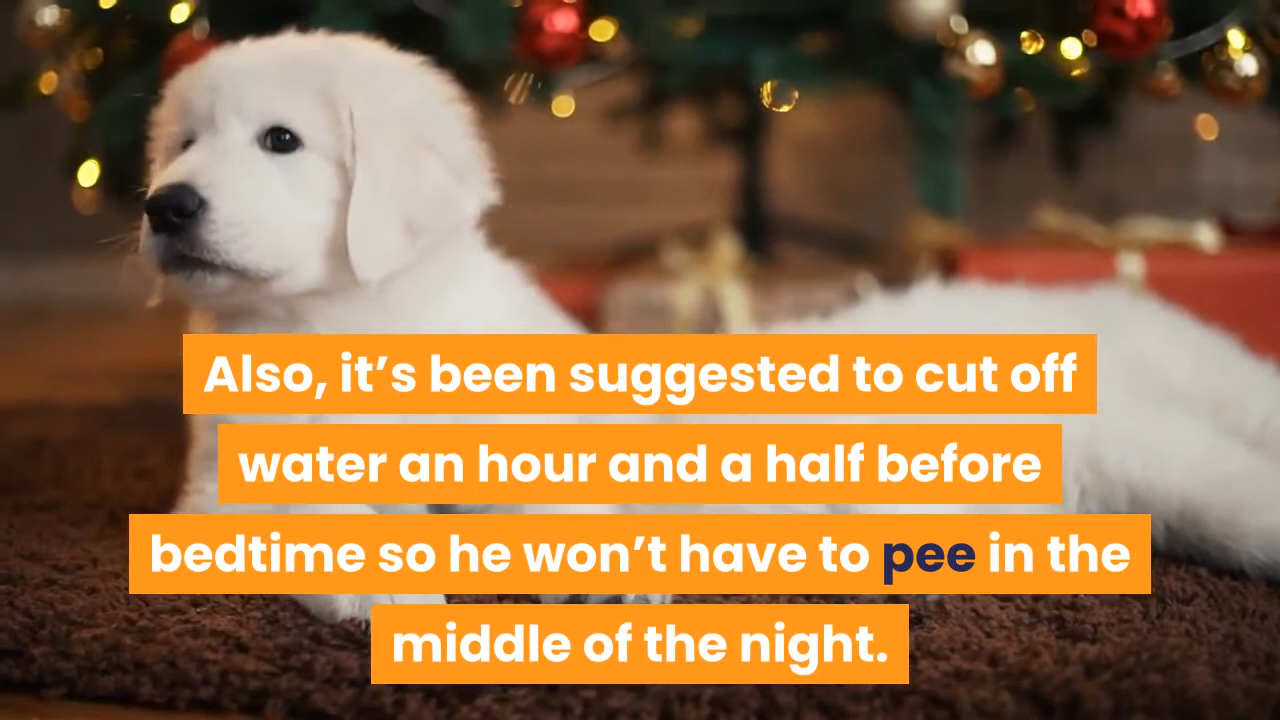 Also, it’s been suggested to cut off
water an hour and a half before
bedtime so he won’t have to pee in the
middle of the night.